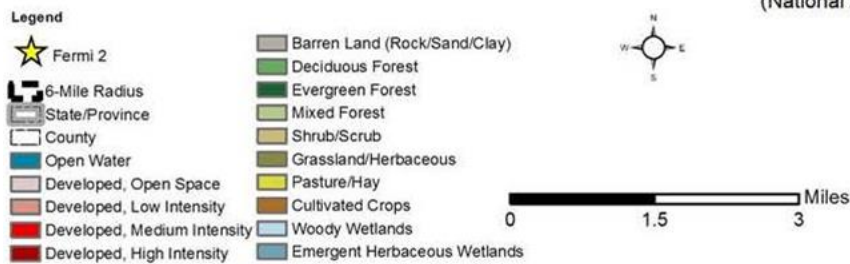 (National
Legend
Fermi 2
6-Mile Radius
State/Province
County
Open Water
Developed, Open Space
Developed, Low Intensity
Developed, Medium Intensity
Developed, High Intensity
Barren Land (Rock/Sand/Clay)
Deciduous Forest
Evergreen Forest
Mixed Forest
Shrub/Scrub
Grassland/Herbaceous
Pasture/Hay
Cultivated Crops
Woody Wetlands
Emergent Herbaceous Wetlands
N
W E
S
Miles
0 1.5 3